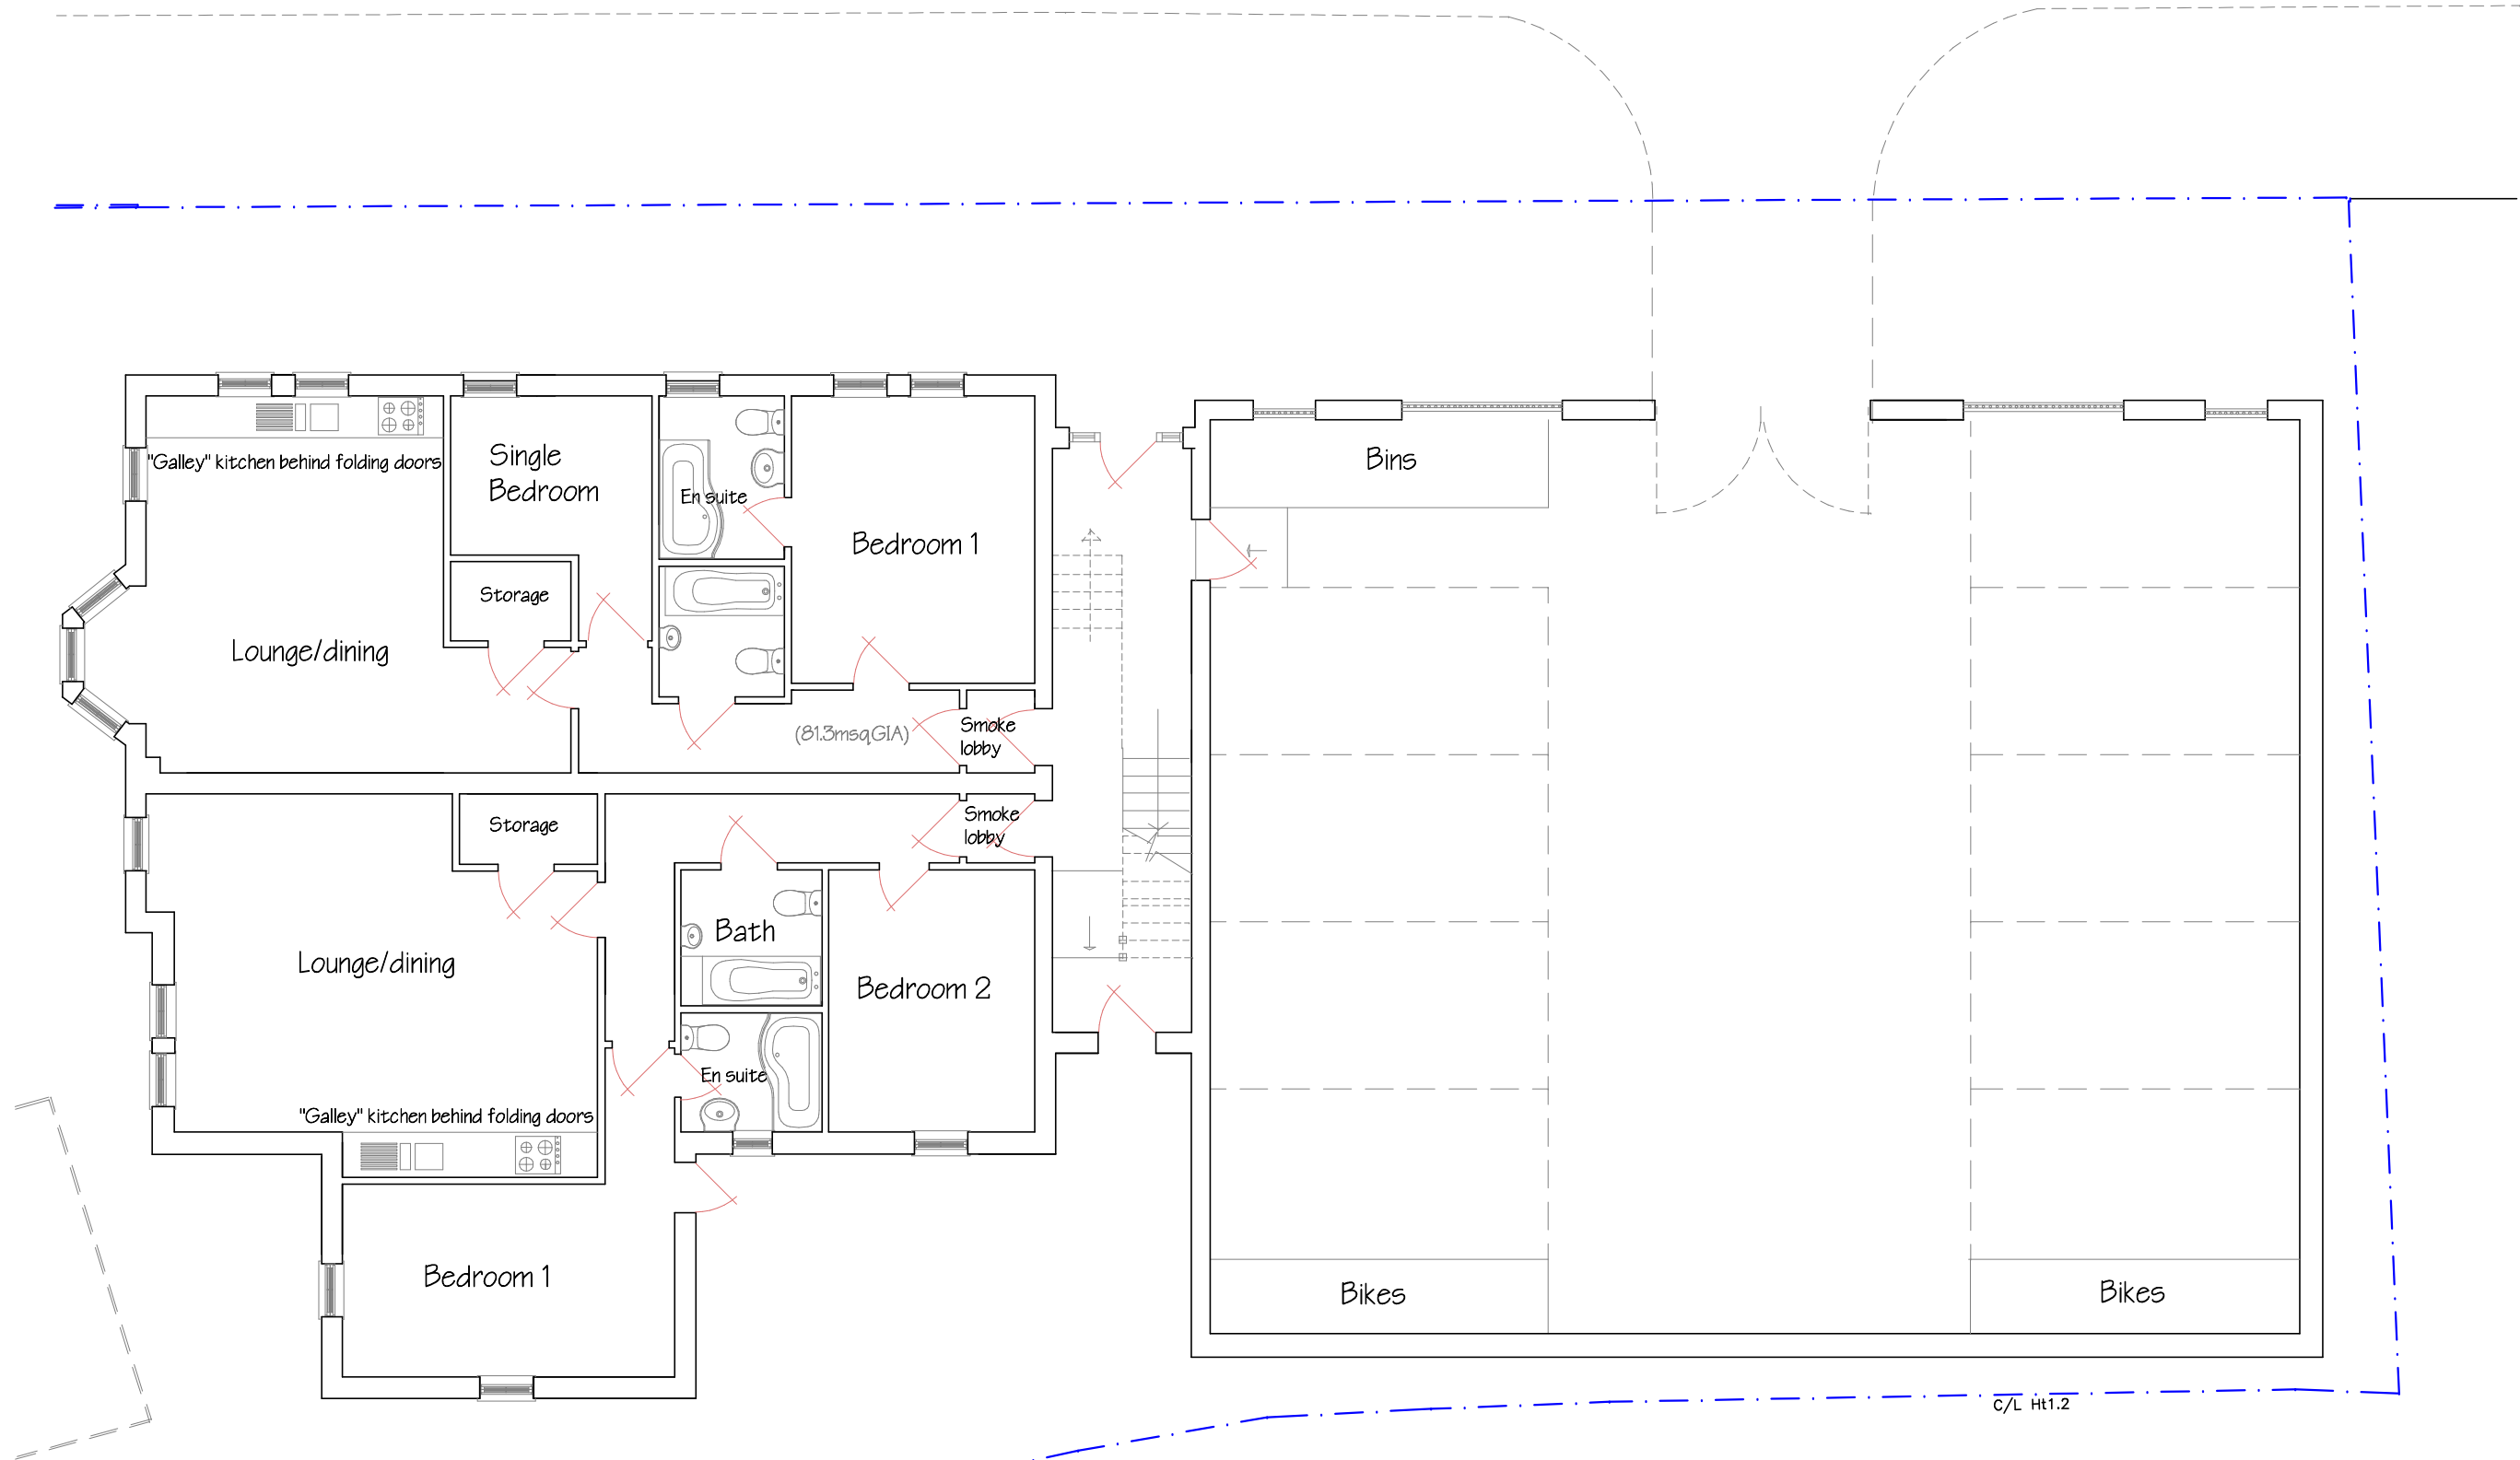 "Galley" kitchen behind folding doors
Single
Bedroom
En suite
Bedroom 1
Bins
Storage
Lounge/dining
(81.3msqGIA)
Smoke
lobby
Storage
Smoke
lobby
Lounge/dining
Bath
Bedroom 2
En suite
"Galley" kitchen behind folding doors
Bedroom 1
Bikes
Bikes
C/L Ht1.2